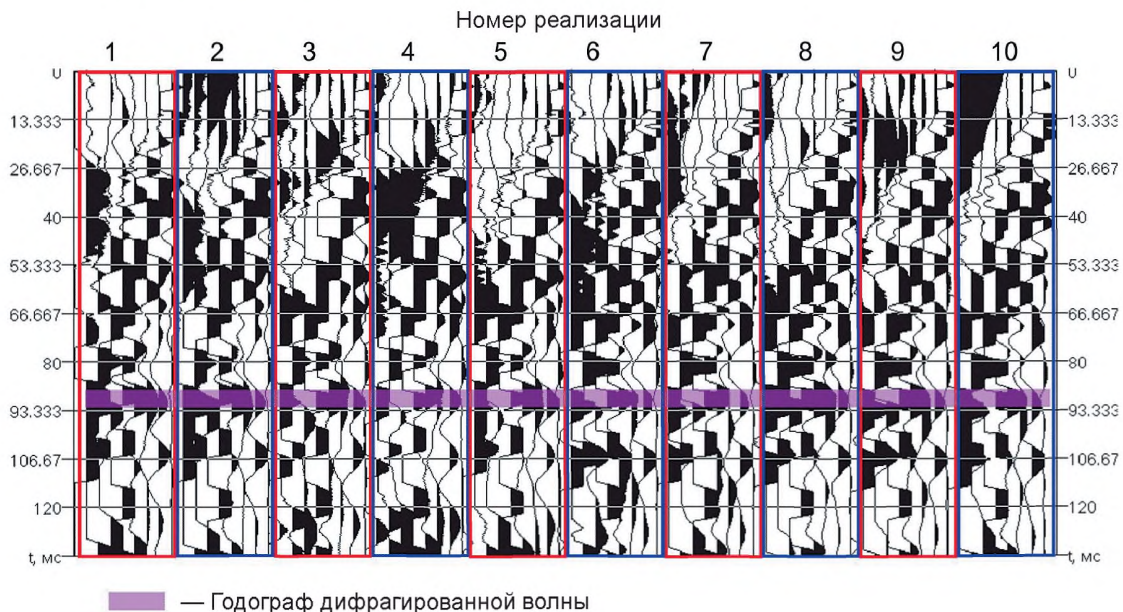 Номер реализации
1 2 3 4 5 6 7 8 9 10
U U
13.333 13.333
26.667 26.667
40 40
53.333 53.333
66.667 66.667
80 80
93.333 93.333
106.67 106.67
120 120
t, мс t, мс
— Годограф дифрагированной волны